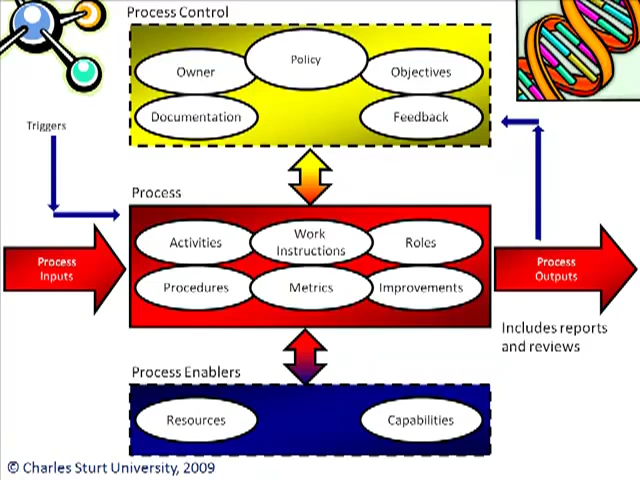 Process Control
Policy
Owner
Objectives
Documentation
Feedback
Triggers
Process
Activities
Work
Instructions
Roles
Procedures
Metrics
Improvements
Process
Inputs
Process
Outputs
Includes reports
and reviews
Process Enablers
Resources
Capabilities
© Charles Sturt University, 2009